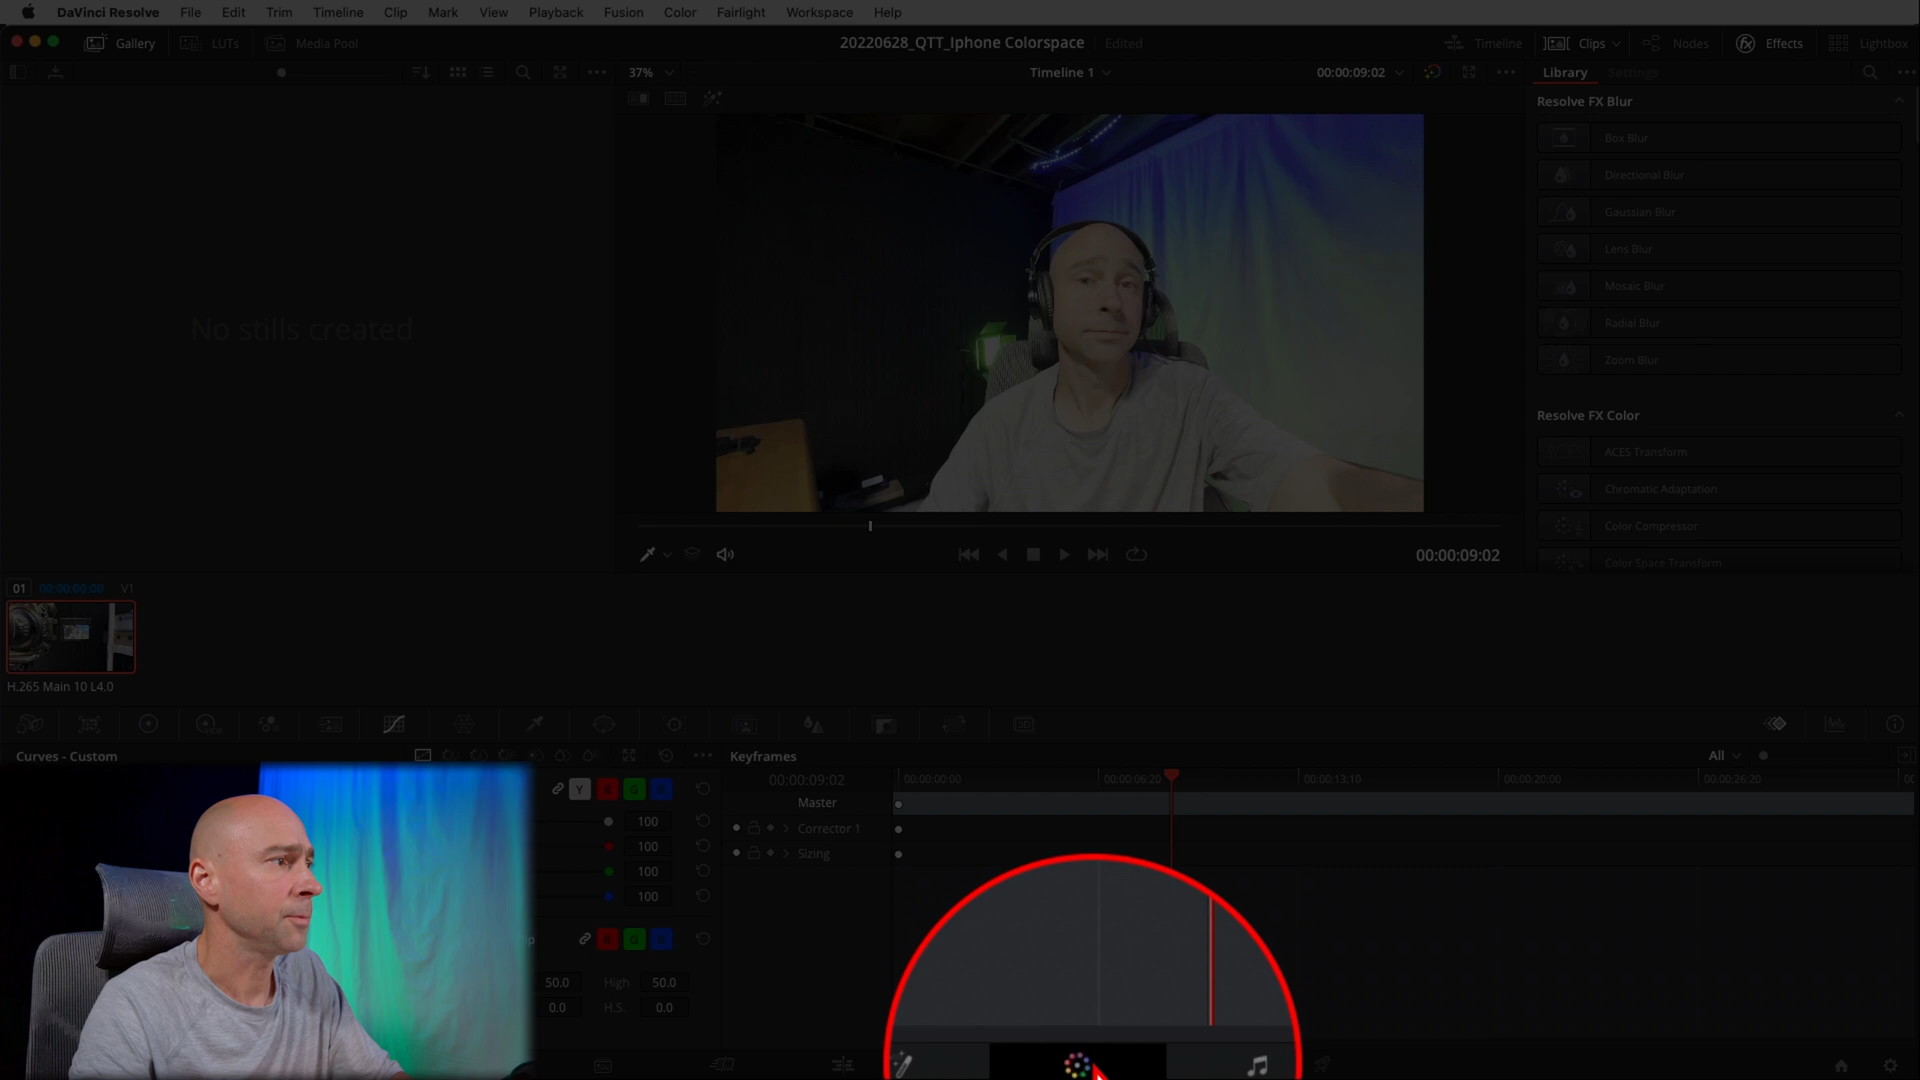 DaVinci Resolve File Edit Trim Timeline Clip Mark View Playback Fusion Color Fairlight Workspace Help
Gallery LUTs Media Pool 20220628_QTT_Iphone Colorspace Edited Timeline Clips Nodes Effects Lightbox
37% Timeline 1 00:00:09:02 Library Settings
Resolve FX Blur
Box Blur
Directional Blur
Gaussian Blur
Lens Blur
Mosaic Blur
Radial Blur
Zoom Blur
No stills created
Resolve FX Color
ACES Transform
Chromatic Adaptation
Color Compressor
Color Space Transform
00:00:09:02
01 00:00:00:00 V1
H.265 Main 10 L4.0
Curves - Custom Keyframes All
00:00:09:02 00:00:00:00 00:00:06:20 00:00:13:10 00:00:20:00 00:00:26:20
Y
Master
100
Corrector 1
100
Sizing
100
100
50.0 High 50.0
0.0 H.S. 0.0